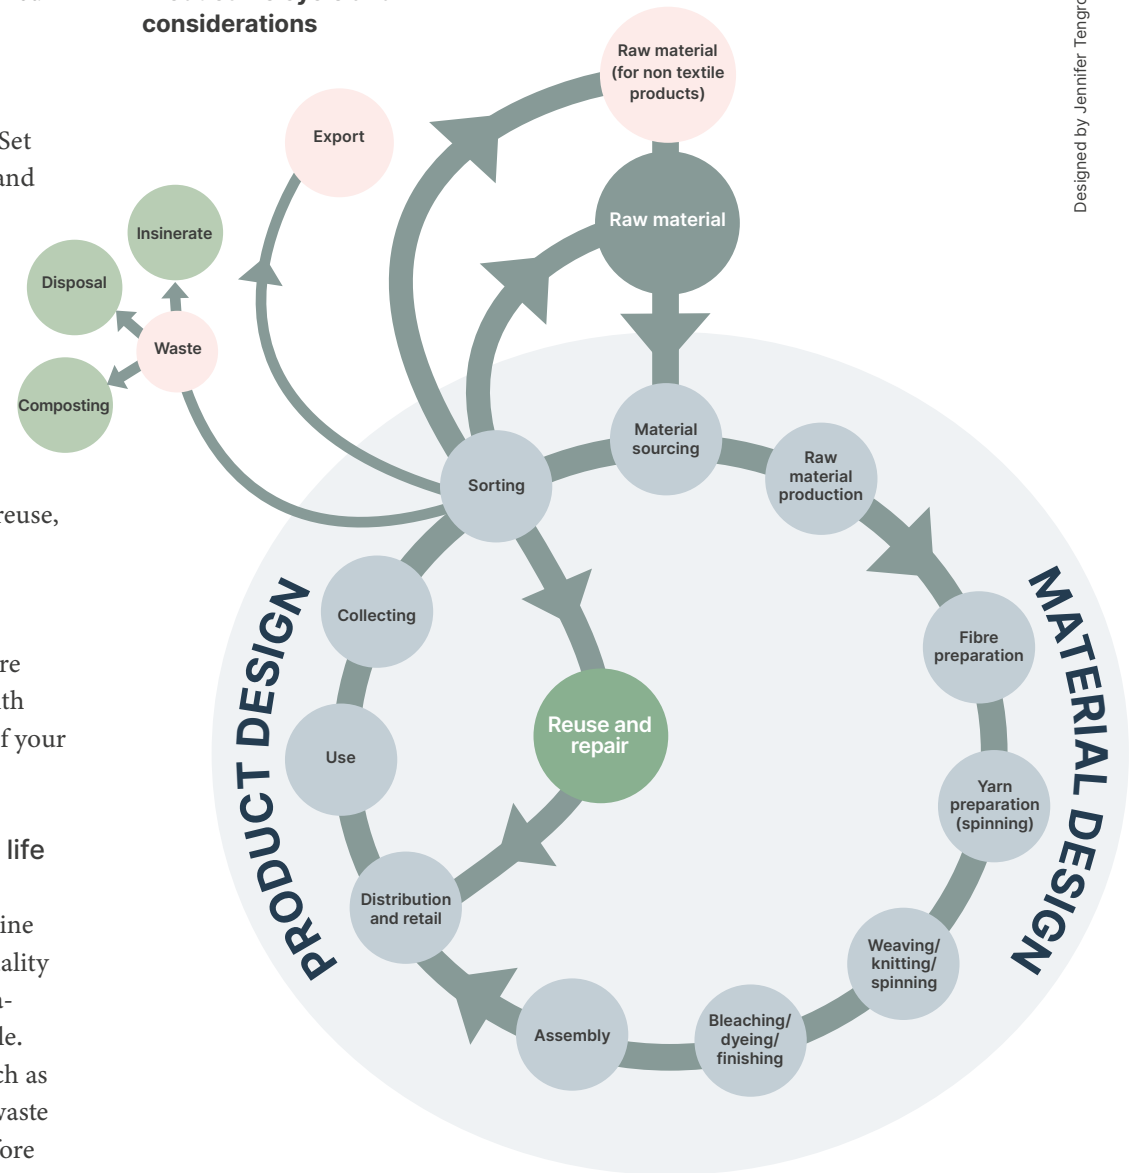 considerations
Set
and
reuse,
re
th
f your
life
ine
ality
a-
le.
ch as
waste
fore
Raw material
(for non textile
products)
Export
Raw material
Insinerate
Disposal
Waste
Composting
Material
sourcing
Raw
material
production
Sorting
Collecting
Fibre
preparation
Reuse and
repair
Use
Yarn
preparation
(spinning)
Distribution
and retail
Weaving/
knitting/
spinning
Assembly
Bleaching/
dyeing/
finishing
PRODUCT DESIGN
MATERIAL DESIGN
Designed by Jennifer